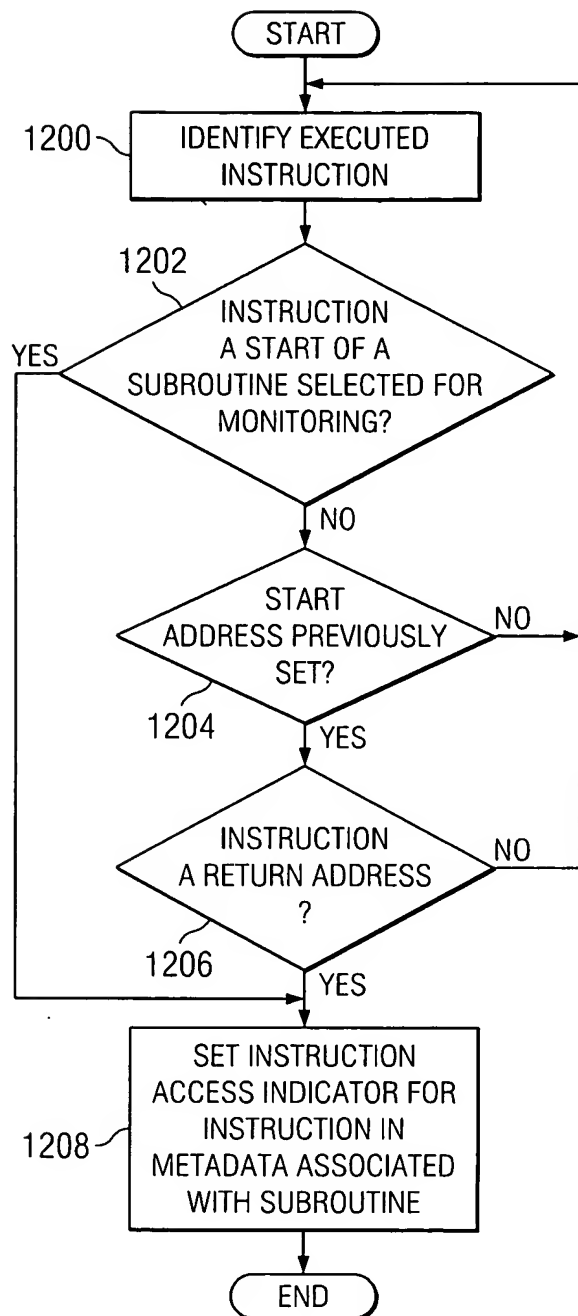 START
1200
IDENTIFY EXECUTED
INSTRUCTION
1202
INSTRUCTION
A START OF A
SUBROUTINE SELECTED FOR
MONITORING?
YES
NO
START
ADDRESS PREVIOUSLY
SET?
NO
1204
YES
INSTRUCTION
A RETURN ADDRESS
?
NO
1206
YES
SET INSTRUCTION
ACCESS INDICATOR FOR
INSTRUCTION IN
METADATA ASSOCIATED
WITH SUBROUTINE
1208
END